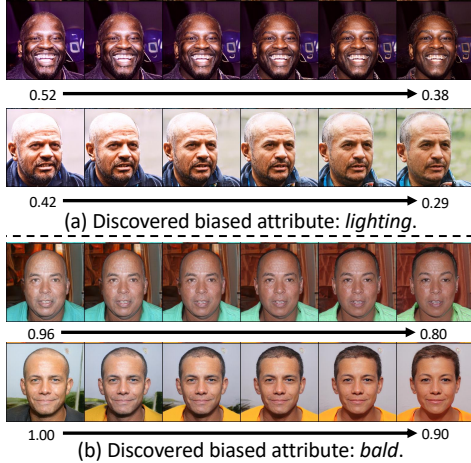 0.52 0.38
0.42 0.29
(a) Discovered biased attribute: lighting.
0.96 0.80
1.00 0.90
(b) Discovered biased attribute: bald.